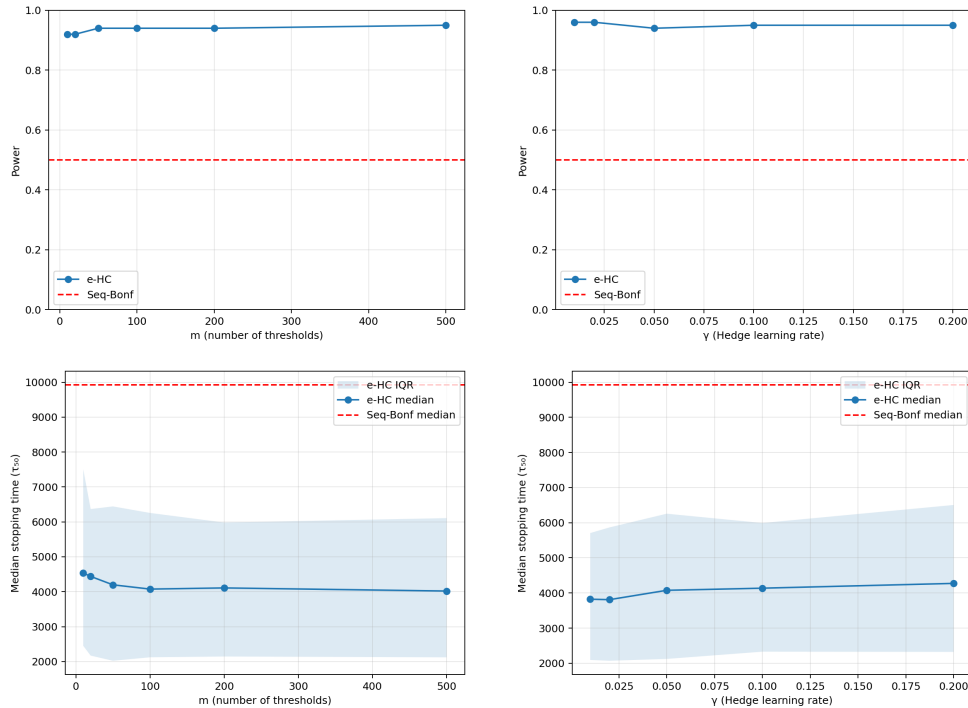 1.0
0.8
0.6
0.4
0.2
0.0
Power
e-HC
Seq-Bonf
0 100 200 300 400 500
m (number of thresholds)
1.0
0.8
0.6
0.4
0.2
0.0
Power
e-HC
Seq-Bonf
0.025 0.050 0.075 0.100 0.125 0.150 0.175 0.200
γ (Hedge learning rate)
10000
9000
8000
7000
6000
5000
4000
3000
2000
Median stopping time (τ₅₀)
e-HC IQR
e-HC median
Seq-Bonf median
0 100 200 300 400 500
m (number of thresholds)
10000
9000
8000
7000
6000
5000
4000
3000
2000
Median stopping time (τ₅₀)
e-HC IQR
e-HC median
Seq-Bonf median
0.025 0.050 0.075 0.100 0.125 0.150 0.175 0.200
γ (Hedge learning rate)